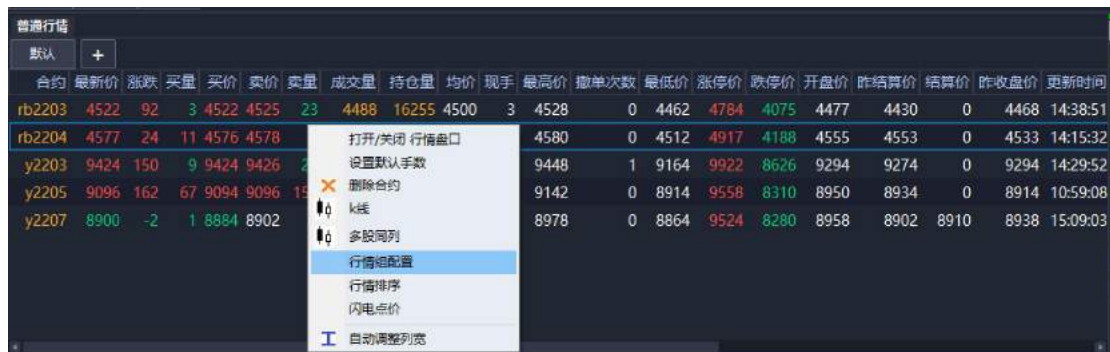 普通行情
默认 +
合约 最新价 涨跌 买量 买价 卖价 卖量 成交量 持仓量 均价 现手 最高价 撤单次数 最低价 涨停价 跌停价 开盘价 昨结算价 结算价 昨收盘价 更新时间
rb2203 4522 92 3 4522 4525 23 4488 16255 4500 3 4528 0 4462 4784 4075 4477 4430 0 4468 14:38:51
rb2204 4577 24 11 4576 4578 4580 0 4512 4917 4188 4555 4553 0 4533 14:15:32
y2203 9424 150 9 9424 9426 2 9448 1 9164 9922 8626 9294 9274 0 9294 14:29:52
y2205 9096 162 67 9094 9096 15 9142 0 8914 9558 8310 8950 8934 0 8914 10:59:08
y2207 8900 -2 1 8884 8902 8978 0 8864 9524 8280 8958 8902 8910 8938 15:09:03
打开/关闭 行情盘口
设置默认手数
删除合约
k线
多股同列
行情组配置
行情排序
闪电点价
自动调整列宽